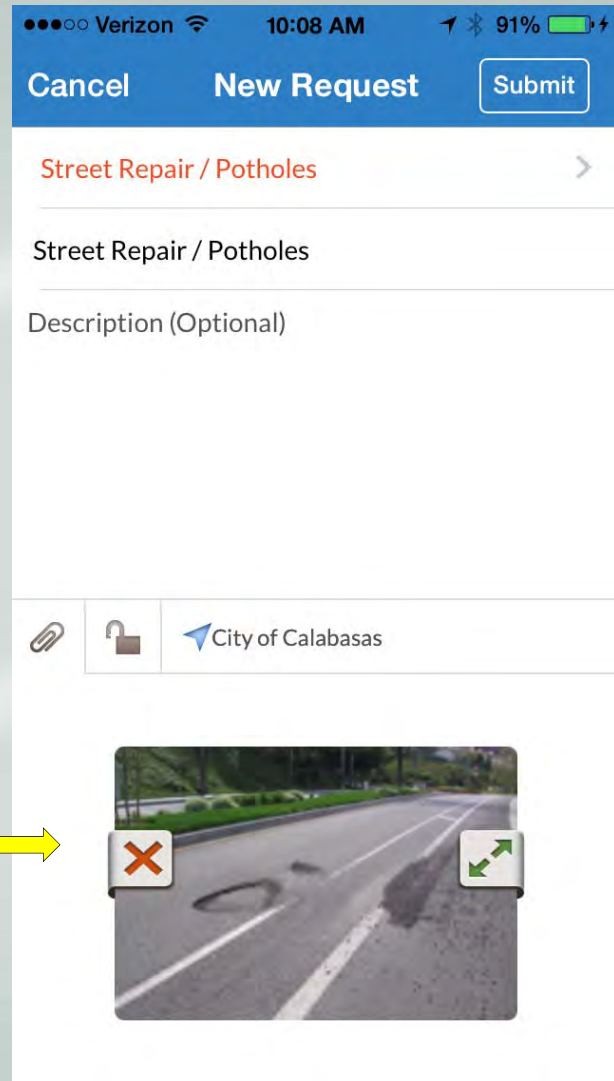 Verizon 10:08 AM 91%
Cancel New Request Submit
Street Repair / Potholes
Street Repair / Potholes
Description (Optional)
City of Calabasas